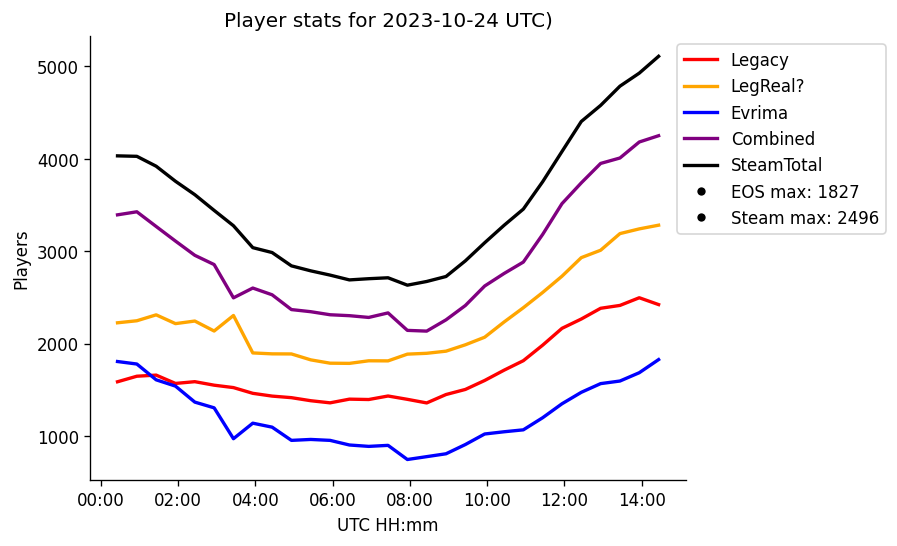 Player stats for 2023-10-24 UTC)
Legacy
LegReal?
Evrima
Combined
SteamTotal
EOS max: 1827
Steam max: 2496
Players
5000
4000
3000
2000
1000
00:00 02:00 04:00 06:00 08:00 10:00 12:00 14:00
UTC HH:mm